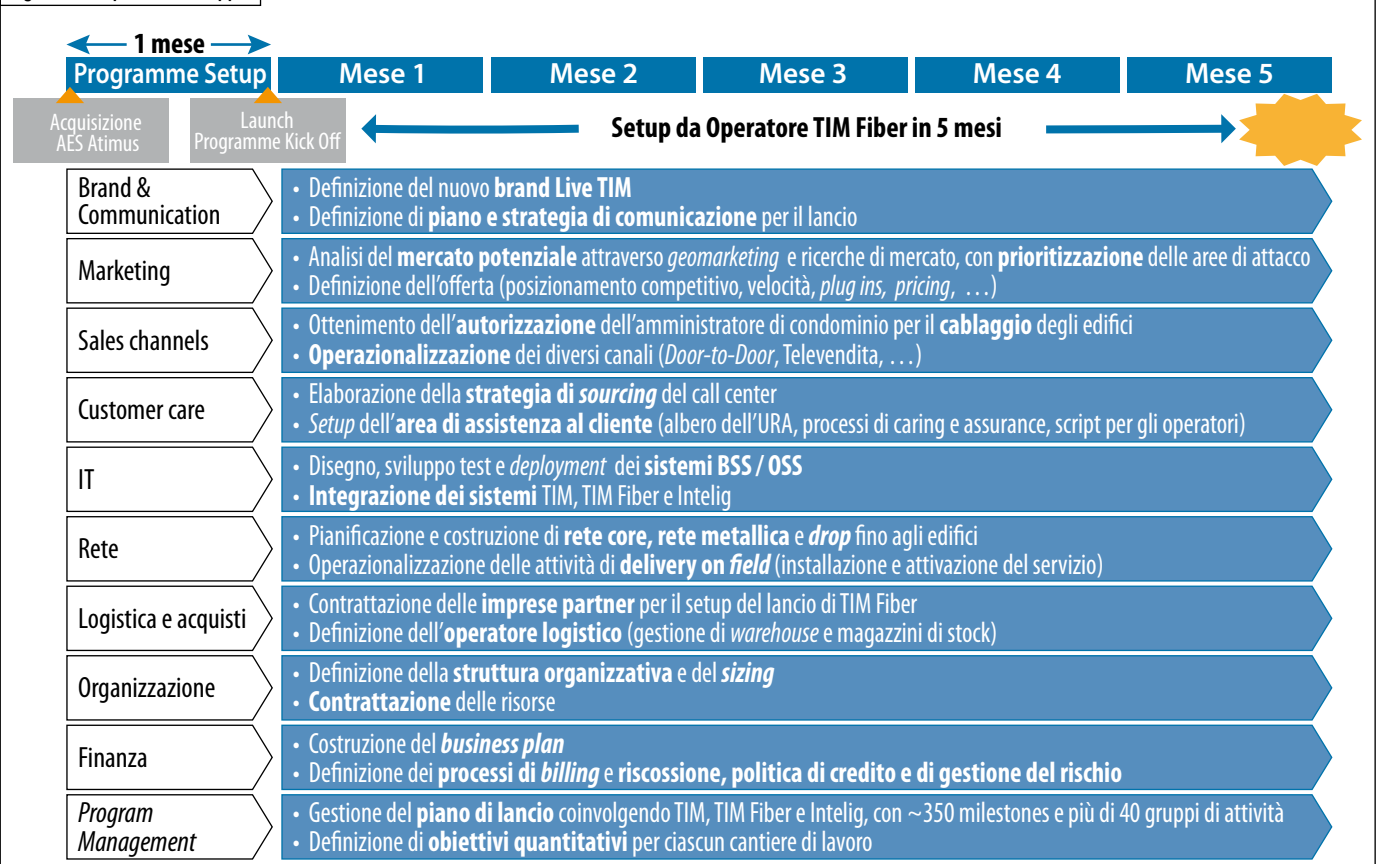 1 mese
Programme Setup Mese 1 Mese 2 Mese 3 Mese 4 Mese 5
Acquisizione
AES Atimus
Launch
Programme Kick Off
Setup da Operatore TIM Fiber in 5 mesi
Brand &
Communication
• Definizione del nuovo brand Live TIM
• Definizione di piano e strategia di comunicazione per il lancio
Marketing
• Analisi del mercato potenziale attraverso geomarketing e ricerche di mercato, con prioritizzazione delle aree di attacco
• Definizione dell'offerta (posizionamento competitivo, velocità, plug ins, pricing, …)
Sales channels
• Ottenimento dell'autorizzazione dell'amministratore di condominio per il cablaggio degli edifici
• Operazionalizzazione dei diversi canali (Door-to-Door, Televendita, …)
Customer care
• Elaborazione della strategia di sourcing del call center
• Setup dell'area di assistenza al cliente (albero dell'URA, processi di caring e assurance, script per gli operatori)
IT
• Disegno, sviluppo test e deployment dei sistemi BSS / OSS
• Integrazione dei sistemi TIM, TIM Fiber e Intelig
Rete
• Pianificazione e costruzione di rete core, rete metallica e drop fino agli edifici
• Operazionalizzazione delle attività di delivery on field (installazione e attivazione del servizio)
Logistica e acquisti
• Contrattazione delle imprese partner per il setup del lancio di TIM Fiber
• Definizione dell'operatore logistico (gestione di warehouse e magazzini di stock)
Organizzazione
• Definizione della struttura organizzativa e del sizing
• Contrattazione delle risorse
Finanza
• Costruzione del business plan
• Definizione dei processi di billing e riscossione, politica di credito e di gestione del rischio
Program
Management
• Gestione del piano di lancio coinvolgendo TIM, TIM Fiber e Intelig, con ~350 milestones e più di 40 gruppi di attività
• Definizione di obiettivi quantitativi per ciascun cantiere di lavoro